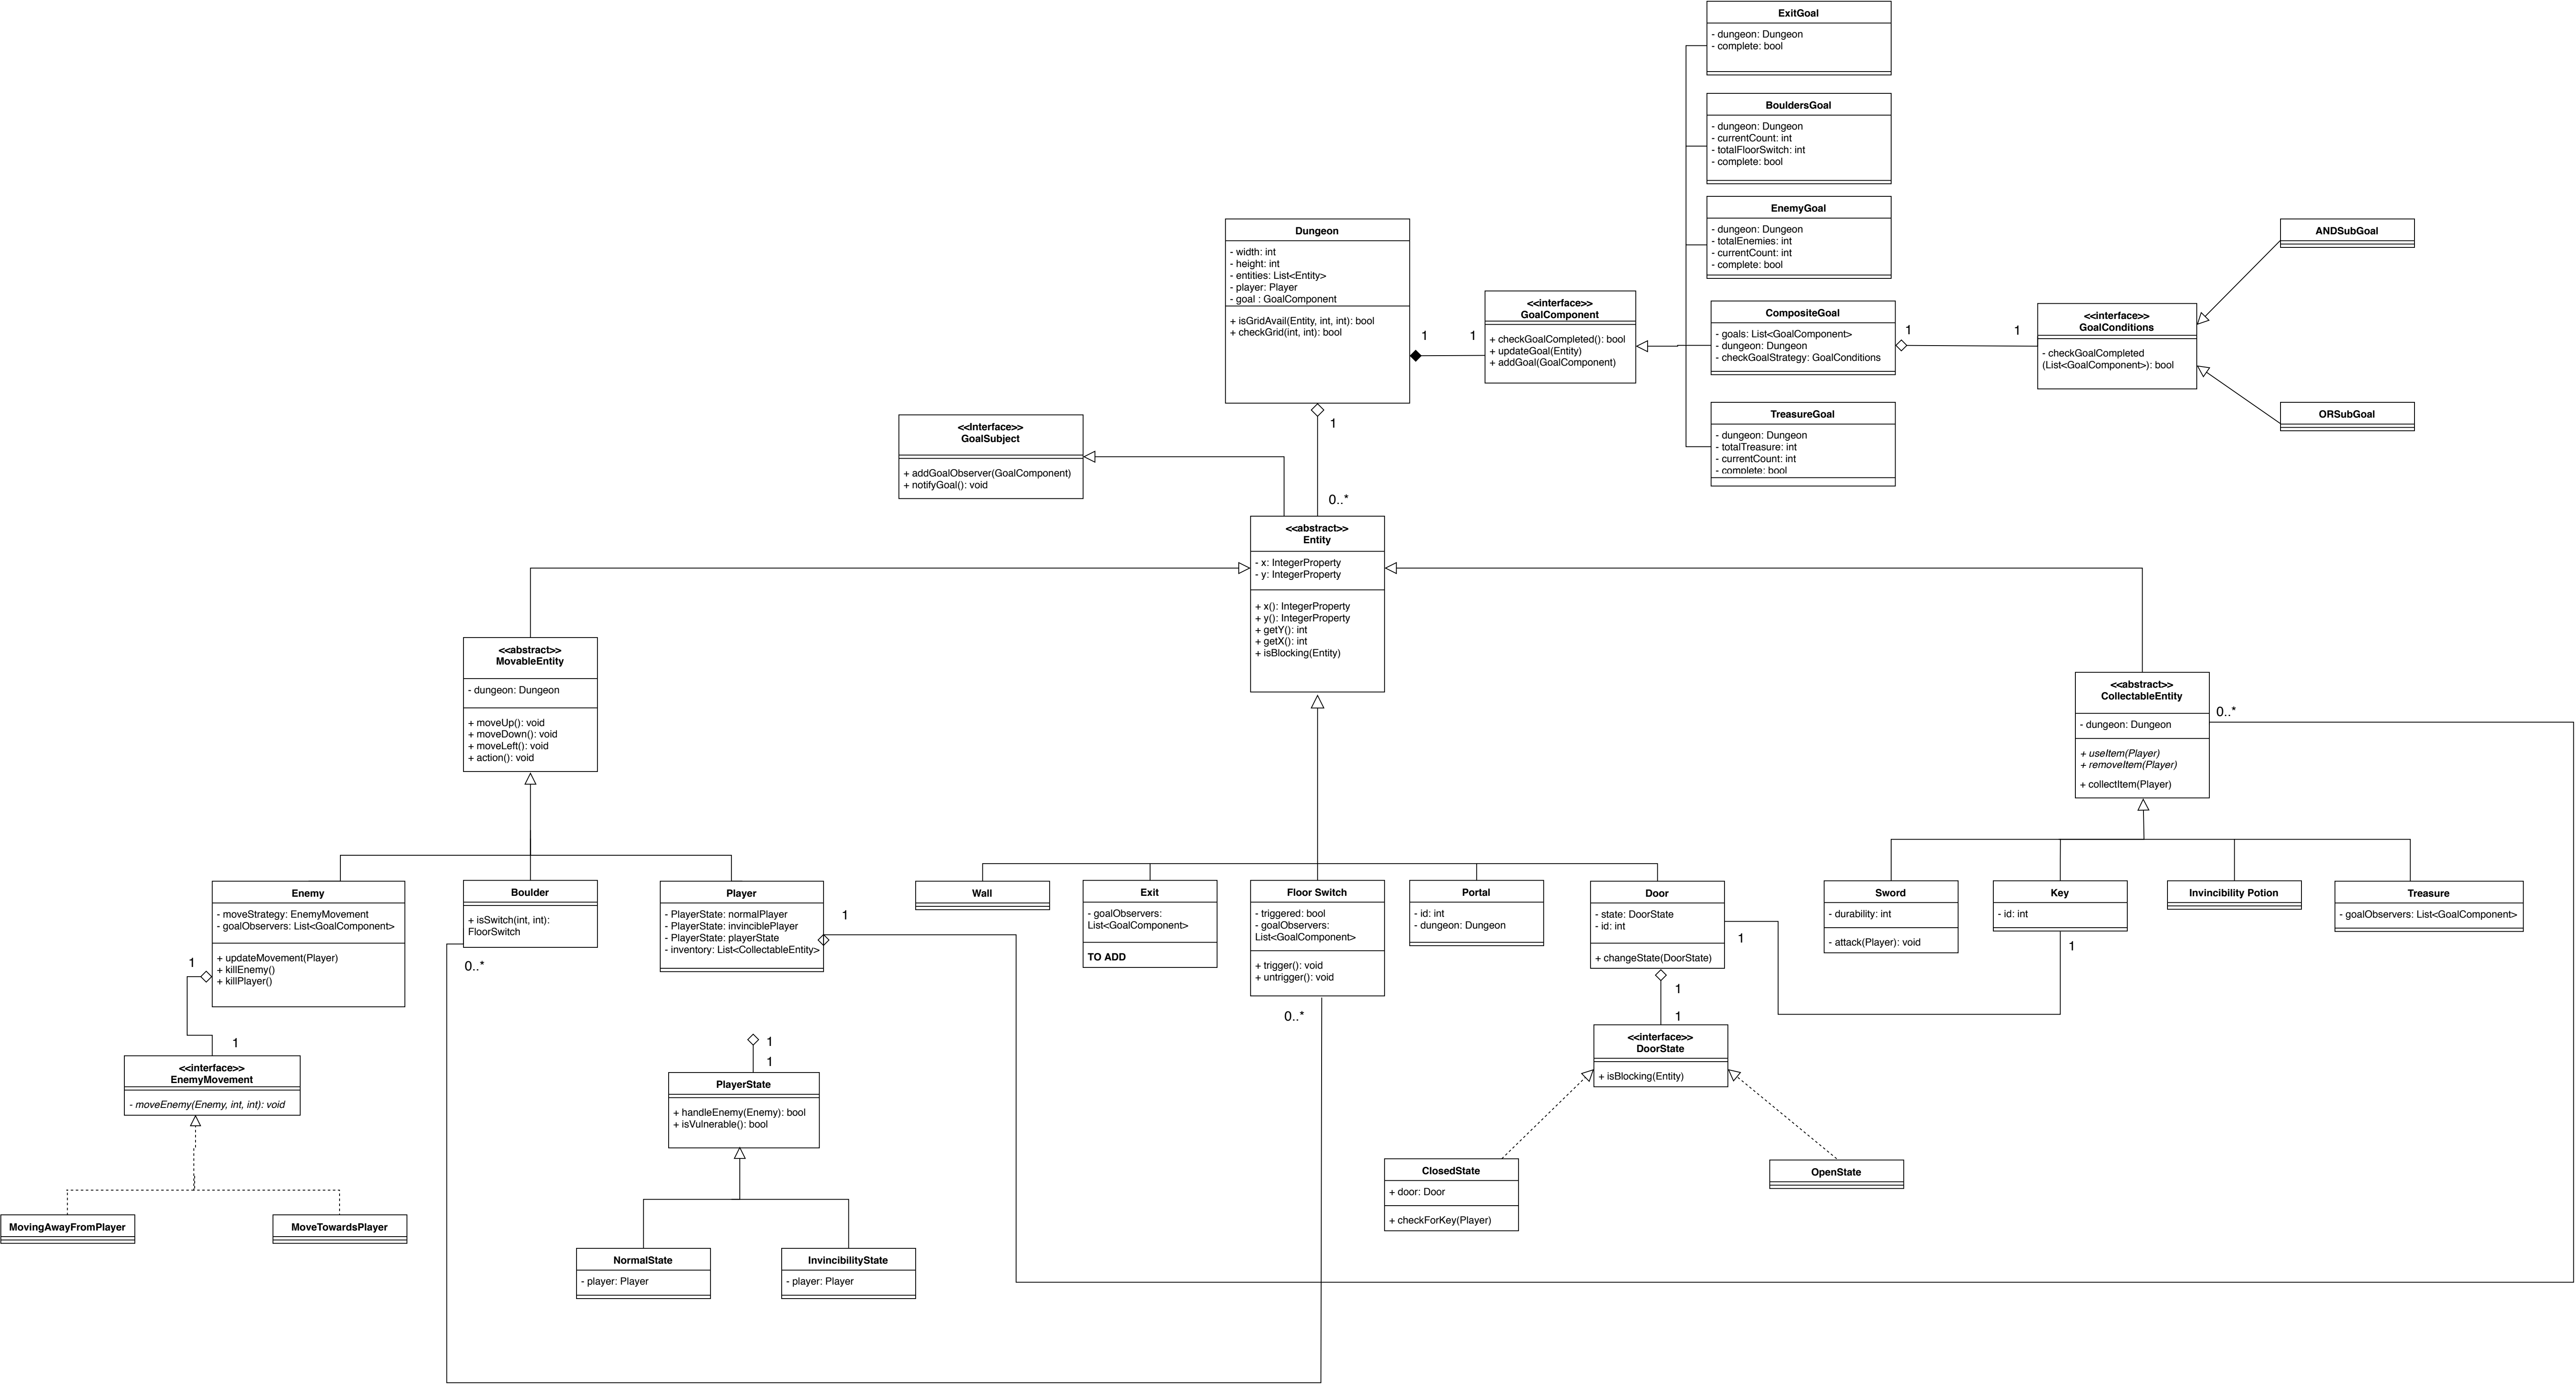 ExitGoal
- dungeon: Dungeon
- complete: bool
BouldersGoal
- dungeon: Dungeon
- currentCount: int
- totalFloorSwitch: int
- complete: bool
EnemyGoal
- dungeon: Dungeon
- totalEnemies: int
- currentCount: int
- complete: bool
Dungeon
- width: int
- height: int
- entities: List<Entity>
- player: Player
- goal : GoalComponent
+ isGridAvail(Entity, int, int): bool
+ checkGrid(int, int): bool
1
1
<<interface>>
GoalComponent
+ checkGoalCompleted(): bool
+ updateGoal(Entity)
+ addGoal(GoalComponent)
CompositeGoal
- goals: List<GoalComponent>
- dungeon: Dungeon
- checkGoalStrategy: GoalConditions
1
1
<<interface>>
GoalConditions
- checkGoalCompleted
(List<GoalComponent>): bool
ANDSubGoal
ORSubGoal
TreasureGoal
- dungeon: Dungeon
- totalTreasure: int
- currentCount: int
- complete: bool
<<Interface>>
GoalSubject
+ addGoalObserver(GoalComponent)
+ notifyGoal(): void
1
0..*
<<abstract>>
Entity
- x: IntegerProperty
- y: IntegerProperty
+ x(): IntegerProperty
+ y(): IntegerProperty
+ getY(): int
+ getX(): int
+ isBlocking(Entity)
<<abstract>>
MovableEntity
- dungeon: Dungeon
+ moveUp(): void
+ moveDown(): void
+ moveLeft(): void
+ action(): void
<<abstract>>
CollectableEntity
- dungeon: Dungeon
+ useItem(Player)
+ removeItem(Player)
+ collectItem(Player)
0..*
Enemy
- moveStrategy: EnemyMovement
- goalObservers: List<GoalComponent>
+ updateMovement(Player)
+ killEnemy()
+ killPlayer()
1
1
Boulder
+ isSwitch(int, int):
FloorSwitch
0..*
Player
- PlayerState: normalPlayer
- PlayerState: invinciblePlayer
- PlayerState: playerState
- inventory: List<CollectableEntity>
1
Wall
Exit
- goalObservers:
List<GoalComponent>
TO ADD
Floor Switch
- triggered: bool
- goalObservers:
List<GoalComponent>
+ trigger(): void
+ untrigger(): void
0..*
Portal
- id: int
- dungeon: Dungeon
Door
- state: DoorState
- id: int
+ changeState(DoorState)
1
1
1
Sword
- durability: int
- attack(Player): void
Key
- id: int
1
Invincibility Potion
Treasure
- goalObservers: List<GoalComponent>
<<interface>>
EnemyMovement
- moveEnemy(Enemy, int, int): void
MovingAwayFromPlayer
MoveTowardsPlayer
1
1
PlayerState
+ handleEnemy(Enemy): bool
+ isVulnerable(): bool
NormalState
- player: Player
InvincibilityState
- player: Player
<<interface>>
DoorState
+ isBlocking(Entity)
ClosedState
+ door: Door
+ checkForKey(Player)
OpenState